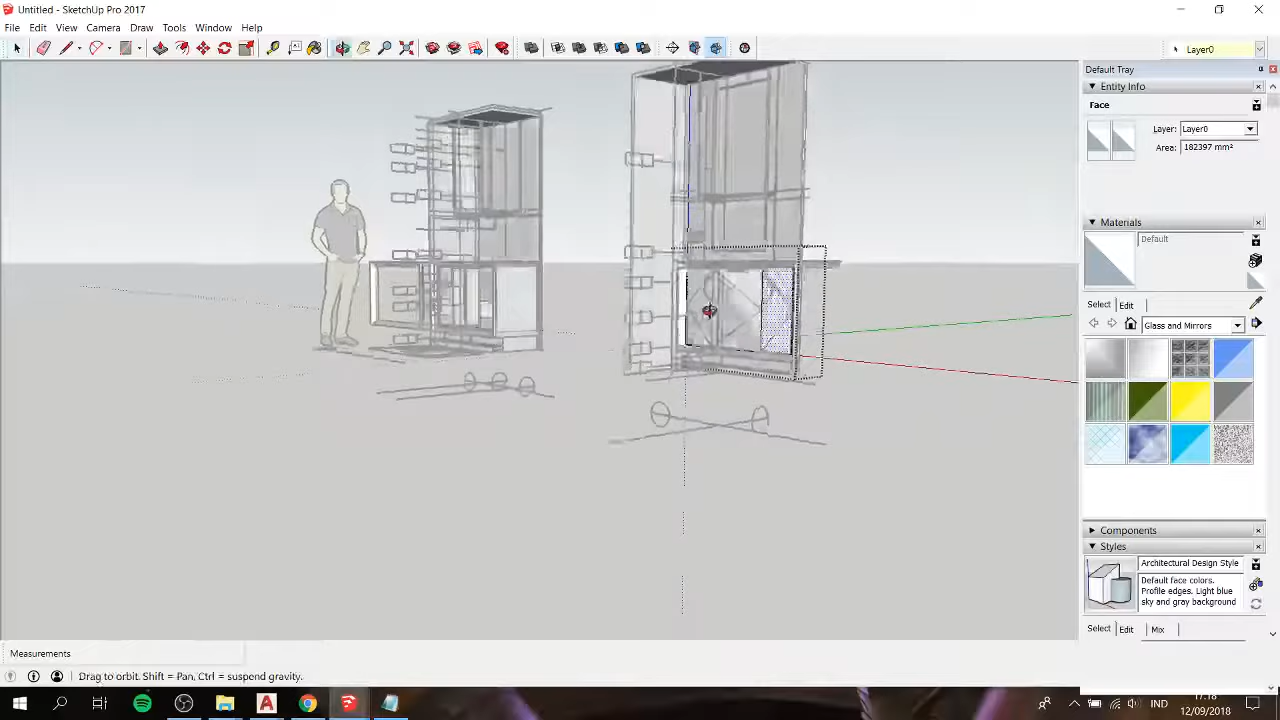 Untitled - SketchUp Pro 2017
File Edit View Camera Draw Tools Window Help
Layer0
Default Tray
Entity Info
Face
Layer: Layer0
Area: 182397 mm²
Materials
Default
Select Edit
Glass and Mirrors
Components
Styles
Architectural Design Style
Default face colors.
Profile edges. Light blue
sky and gray background
Select Edit Mix
Measurements
Drag to orbit. Shift = Pan, Ctrl = suspend gravity.
IND
17:18
12/09/2018